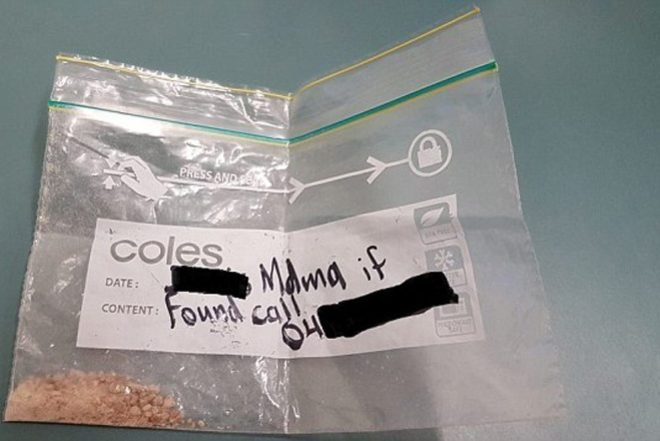 PRESS AND
coles
DATE: Mdma if
CONTENT: Found call
04